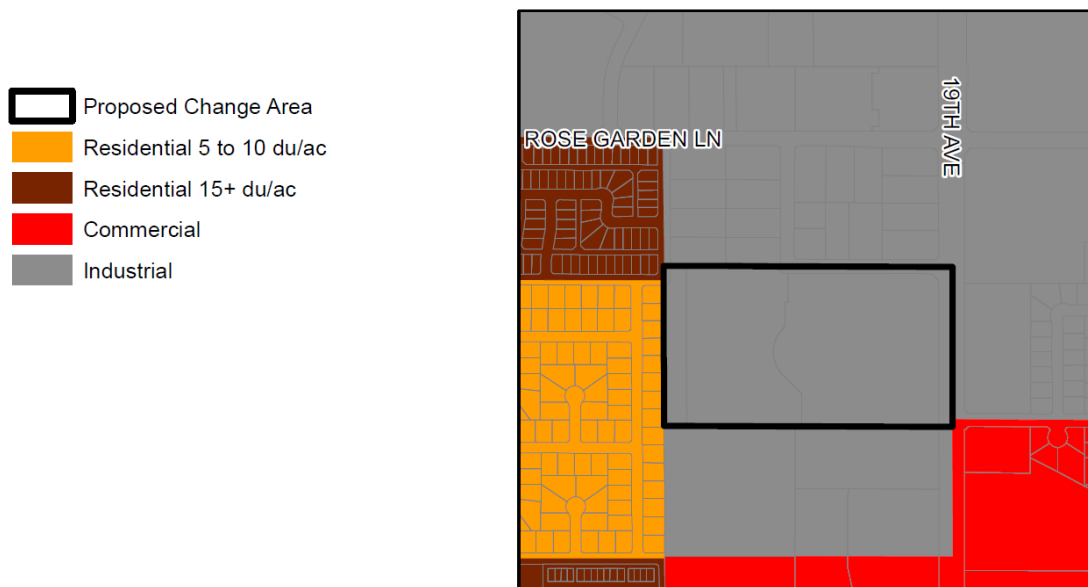 Proposed Change Area
Residential 5 to 10 du/ac
Residential 15+ du/ac
Commercial
Industrial
ROSE GARDEN LN
19TH AVE